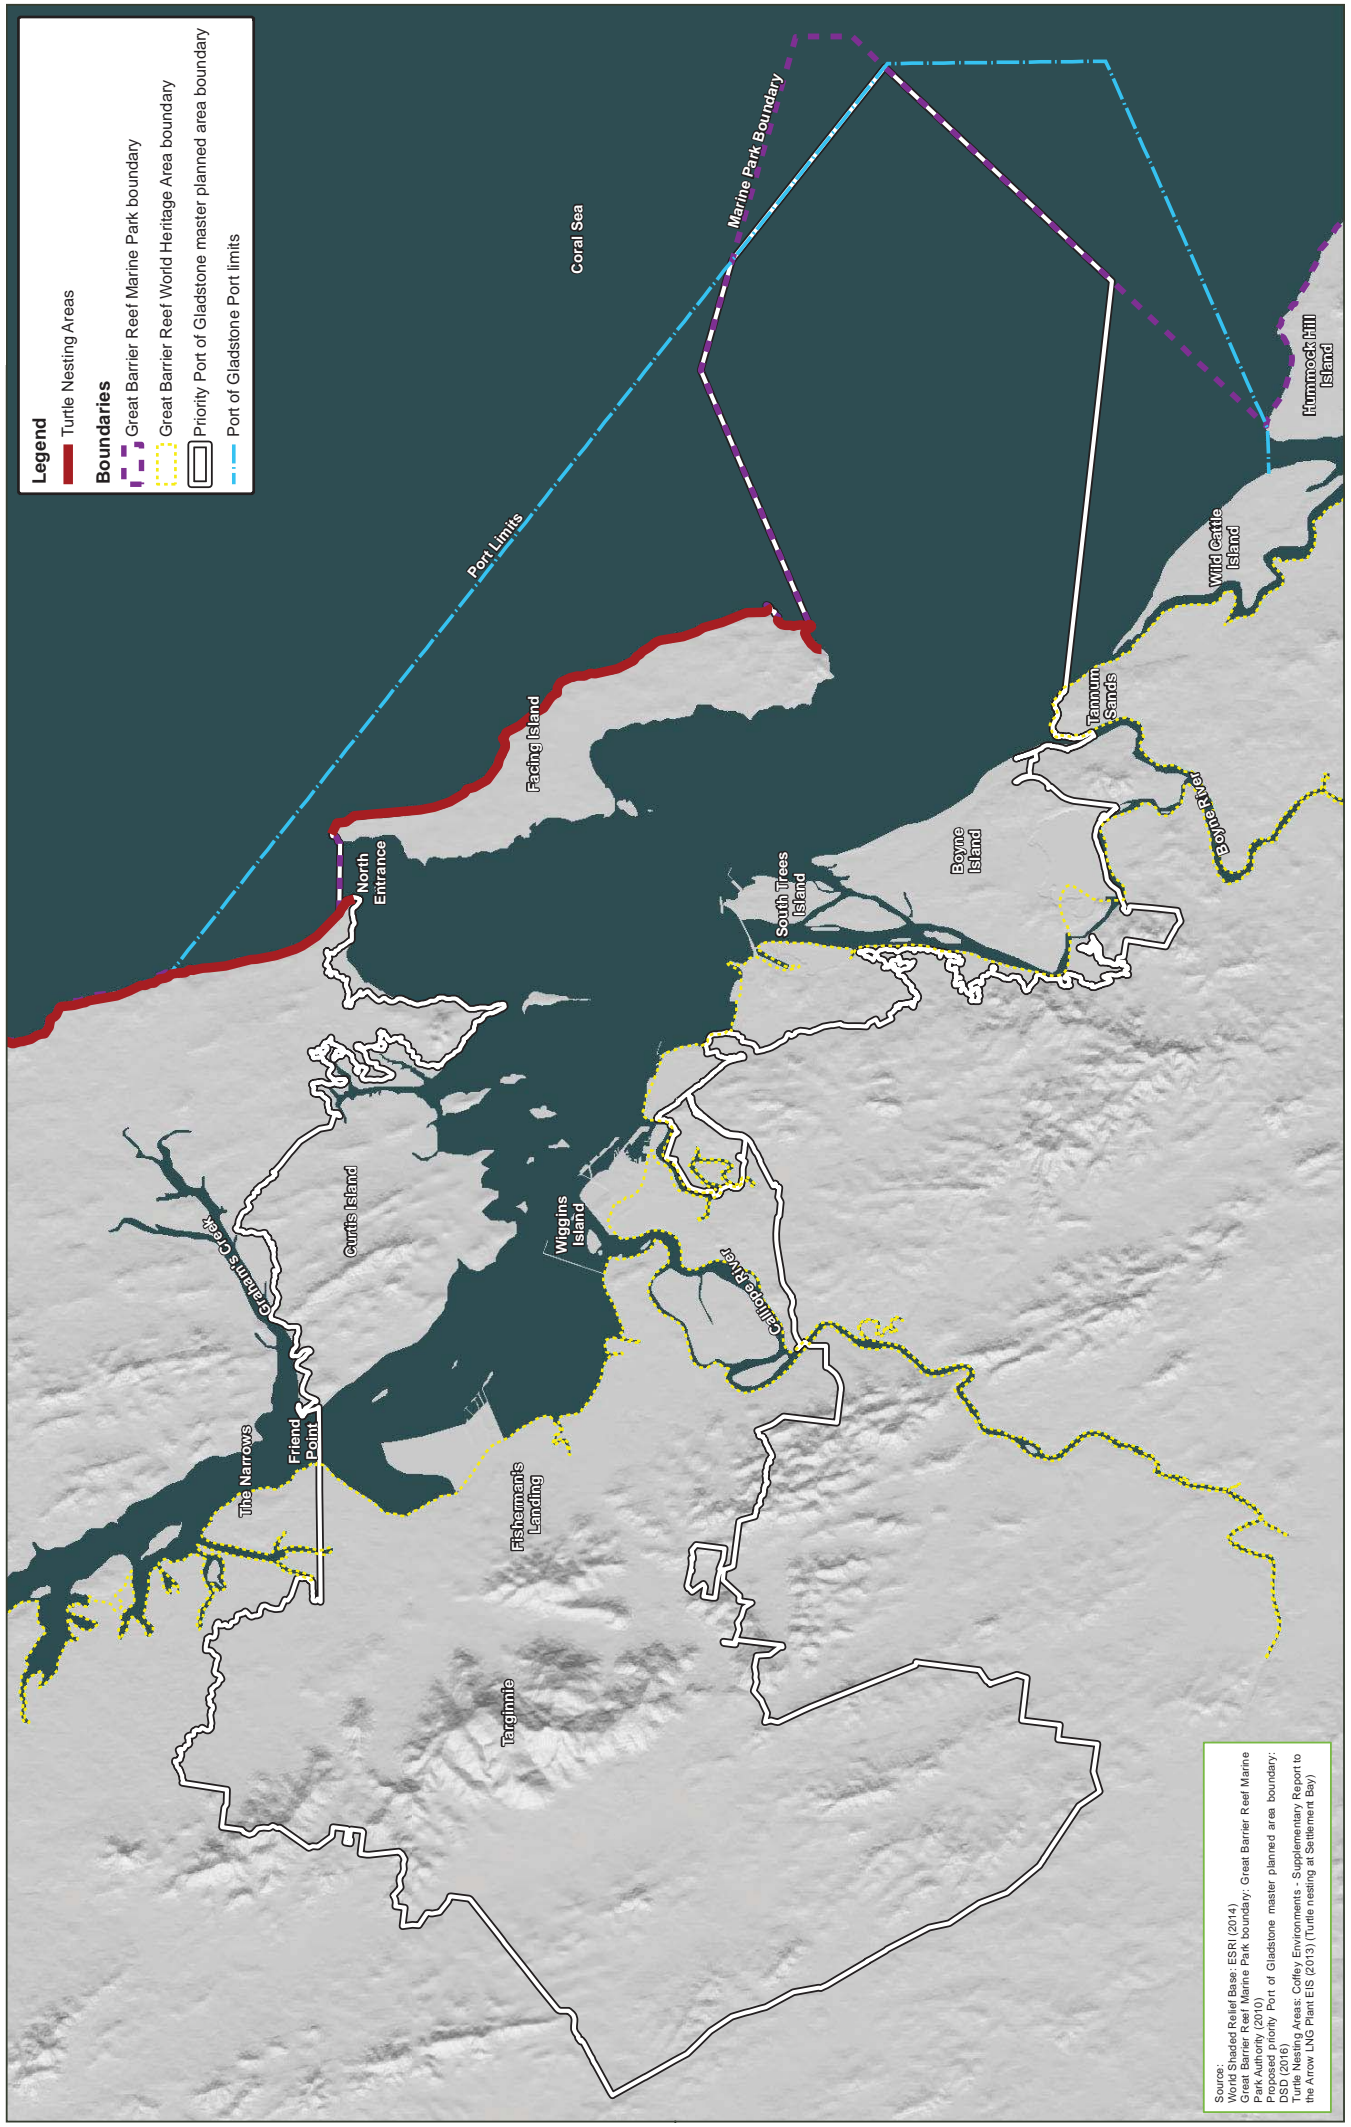 Legend
Turtle Nesting Areas
Boundaries
Great Barrier Reef Marine Park boundary
Great Barrier Reef World Heritage Area boundary
Priority Port of Gladstone master planned area boundary
Port of Gladstone Port limits
Coral Sea
Marine Park Boundary
Port Limits
Hummock Hill
Island
Wild Cattle
Island
Tannum
Sands
Boyne River
Boyne
Island
South Trees
Island
Facing Island
North
Entrance
Curtis Island
Graham's Creek
Wiggins
Island
Calliope River
Friend
Point
The Narrows
Fisherman's
Landing
Targinnie
Source:
World Shaded Relief Base: ESRI (2014)
Great Barrier Reef Marine Park boundary: Great Barrier Reef Marine
Park Authority (2010)
Proposed priority Port of Gladstone master planned area boundary:
DSD (2016)
Turtle Nesting Areas: Coffey Environments - Supplementary Report to
the Arrow LNG Plant EIS (2013) (Turtle nesting at Settlement Bay)